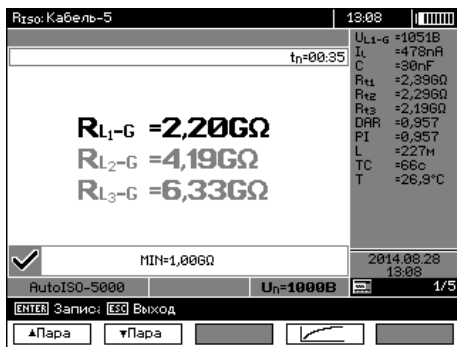 RISO: Кабель-5
13:08
tn=00:35
RL1-G =2,20GΩ
RL2-G =4,19GΩ
RL3-G =6,33GΩ
MIN=1,00GΩ
UL1-G =1051В
IL =478nA
C =30nF
Rt1 =2,39GΩ
Rt2 =2,29GΩ
Rt3 =2,19GΩ
DAR =0,957
PI =0,957
L =227м
TC =66с
T =26,9°C
2014.08.28
13:08
AutoISO-5000
Un=1000В
1/5
ENTER Запись ESC Выход
▲Пара
▼Пара